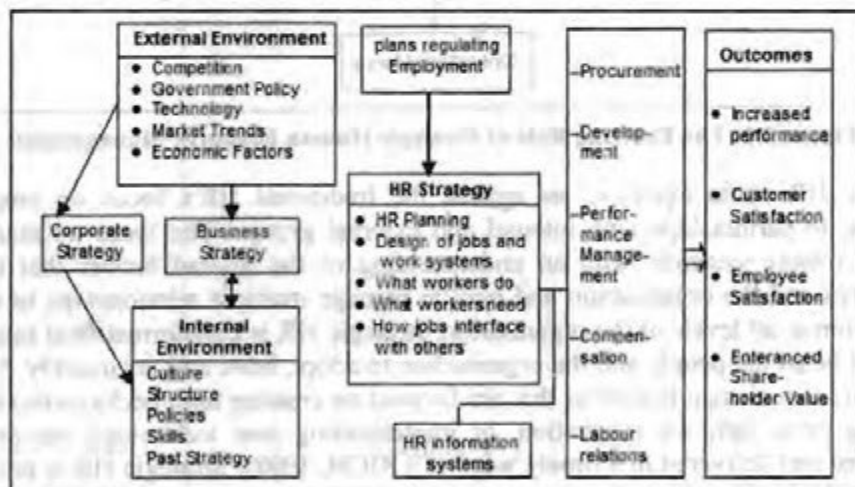 External Environment
Competition
Government Policy
Technology
Market Trends
Economic Factors
Corporate
Strategy
Business
Strategy
Internal
Environment
Culture
Structure
Policies
Skills
Past Strategy
plans regulating
Employment
HR Strategy
HR Planning
Design of jobs and
work systems
What workers do
What workersneed
How jobs interface
with others
HR information
systems
–Procurement
–Develop-
ment
–Perfor-
mance
Manage-
ment
–Compen-
sation
–Labour
relations
Outcomes
Increased
performance
Customer
Satisfaction
Employee
Satisfaction
Enteranced
Share-
holder Value